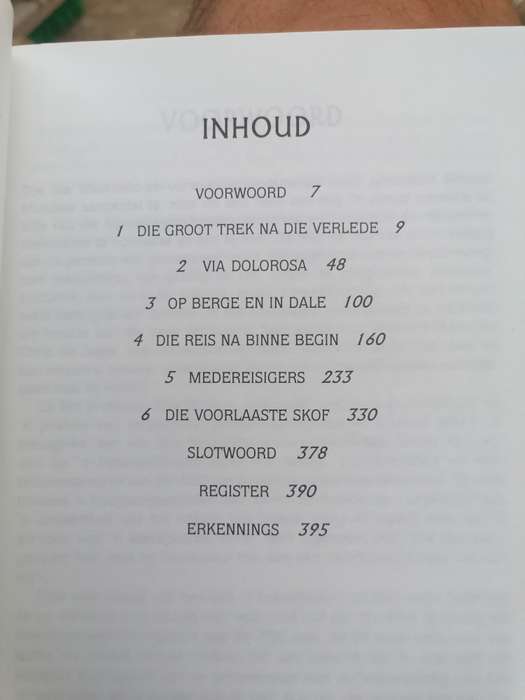 INHOUD
VOORWOORD 7
1 DIE GROOT TREK NA DIE VERLEDE 9
2 VIA DOLOROSA 48
3 OP BERGE EN IN DALE 100
4 DIE REIS NA BINNE BEGIN 160
5 MEDEREISIGERS 233
6 DIE VOORLAASTE SKOF 330
SLOTWOORD 378
REGISTER 390
ERKENNINGS 395